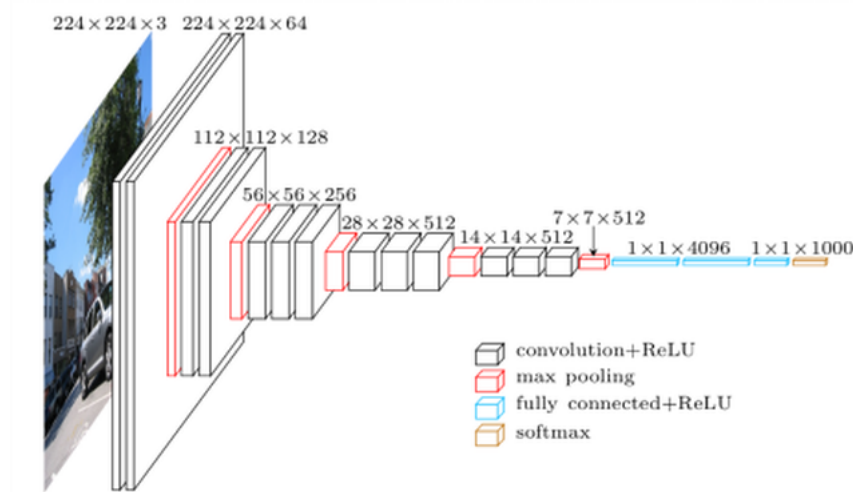 224×224×3
224×224×64
112×112×128
56×56×256
28×28×512
14×14×512
7×7×512
1×1×4096
1×1×1000
convolution+ReLU
max pooling
fully connected+ReLU
softmax